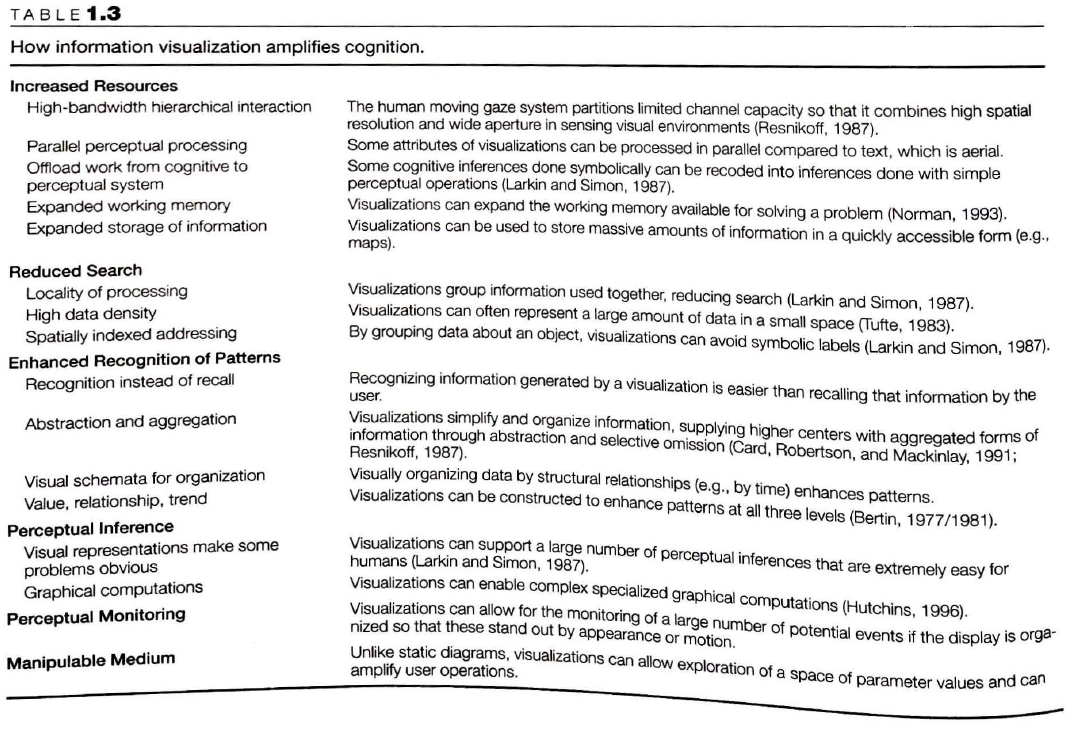 TABLE 1.3
How information visualization amplifies cognition.
Increased Resources
High-bandwidth hierarchical interaction The human moving gaze system partitions limited channel capacity so that it combines high spatial
resolution and wide aperture in sensing visual environments (Resnikoff, 1987).
Parallel perceptual processing Some attributes of visualizations can be processed in parallel compared to text, which is aerial.
Offload work from cognitive to Some cognitive inferences done symbolically can be recoded into inferences done with simple
perceptual system perceptual operations (Larkin and Simon, 1987).
Expanded working memory Visualizations can expand the working memory available for solving a problem (Norman, 1993).
Expanded storage of information Visualizations can be used to store massive amounts of information in a quickly accessible form (e.g.,
maps).
Reduced Search
Locality of processing Visualizations group information used together, reducing search (Larkin and Simon, 1987).
High data density Visualizations can often represent a large amount of data in a small space (Tufte, 1983).
Spatially indexed addressing By grouping data about an object, visualizations can avoid symbolic labels (Larkin and Simon, 1987).
Enhanced Recognition of Patterns
Recognition instead of recall Recognizing information generated by a visualization is easier than recalling that information by the
user.
Abstraction and aggregation Visualizations simplify and organize information, supplying higher centers with aggregated forms of
information through abstraction and selective omission (Card, Robertson, and Mackinlay, 1991;
Resnikoff, 1987).
Visual schemata for organization Visually organizing data by structural relationships (e.g., by time) enhances patterns.
Value, relationship, trend Visualizations can be constructed to enhance patterns at all three levels (Bertin, 1977/1981).
Perceptual Inference
Visual representations make some Visualizations can support a large number of perceptual inferences that are extremely easy for
problems obvious humans (Larkin and Simon, 1987).
Graphical computations Visualizations can enable complex specialized graphical computations (Hutchins, 1996).
Perceptual Monitoring Visualizations can allow for the monitoring of a large number of potential events if the display is orga-
nized so that these stand out by appearance or motion.
Manipulable Medium Unlike static diagrams, visualizations can allow exploration of a space of parameter values and can
amplify user operations.